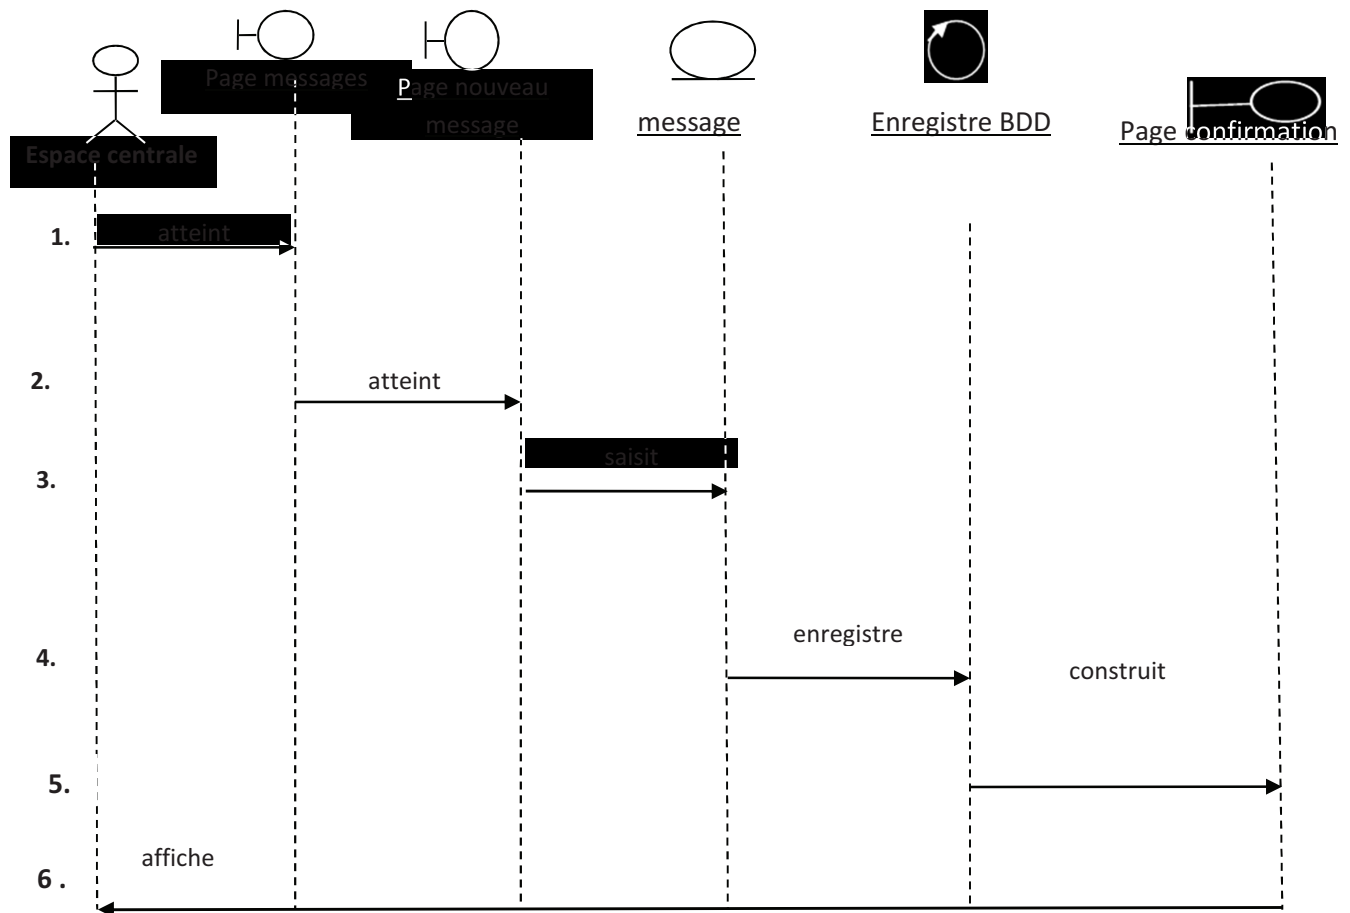 Page messages
Page nouveau
message
message
Enregistre BDD
Page confirmation
Espace centrale
1.
atteint
2.
atteint
saisit
3.
enregistre
4.
construit
5.
affiche
6 .